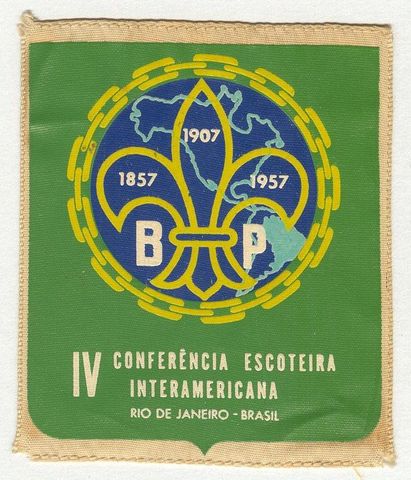 1907
1857 1957
B P
IV CONFERÊNCIA ESCOTEIRA
INTERAMERICANA
RIO DE JANEIRO - BRASIL